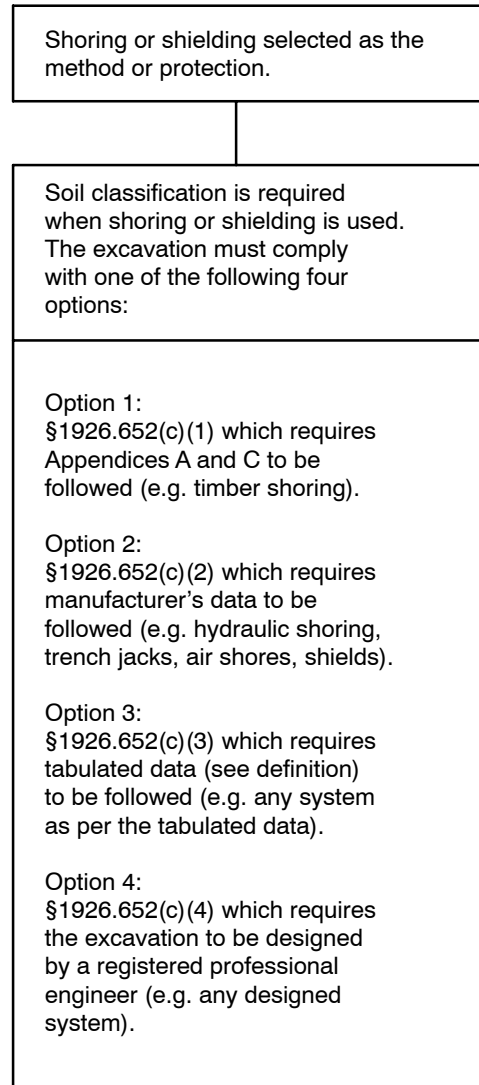 Shoring or shielding selected as the
method or protection.
Soil classification is required
when shoring or shielding is used.
The excavation must comply
with one of the following four
options:
Option 1:
§1926.652(c)(1) which requires
Appendices A and C to be
followed (e.g. timber shoring).
Option 2:
§1926.652(c)(2) which requires
manufacturer’s data to be
followed (e.g. hydraulic shoring,
trench jacks, air shores, shields).
Option 3:
§1926.652(c)(3) which requires
tabulated data (see definition)
to be followed (e.g. any system
as per the tabulated data).
Option 4:
§1926.652(c)(4) which requires
the excavation to be designed
by a registered professional
engineer (e.g. any designed
system).